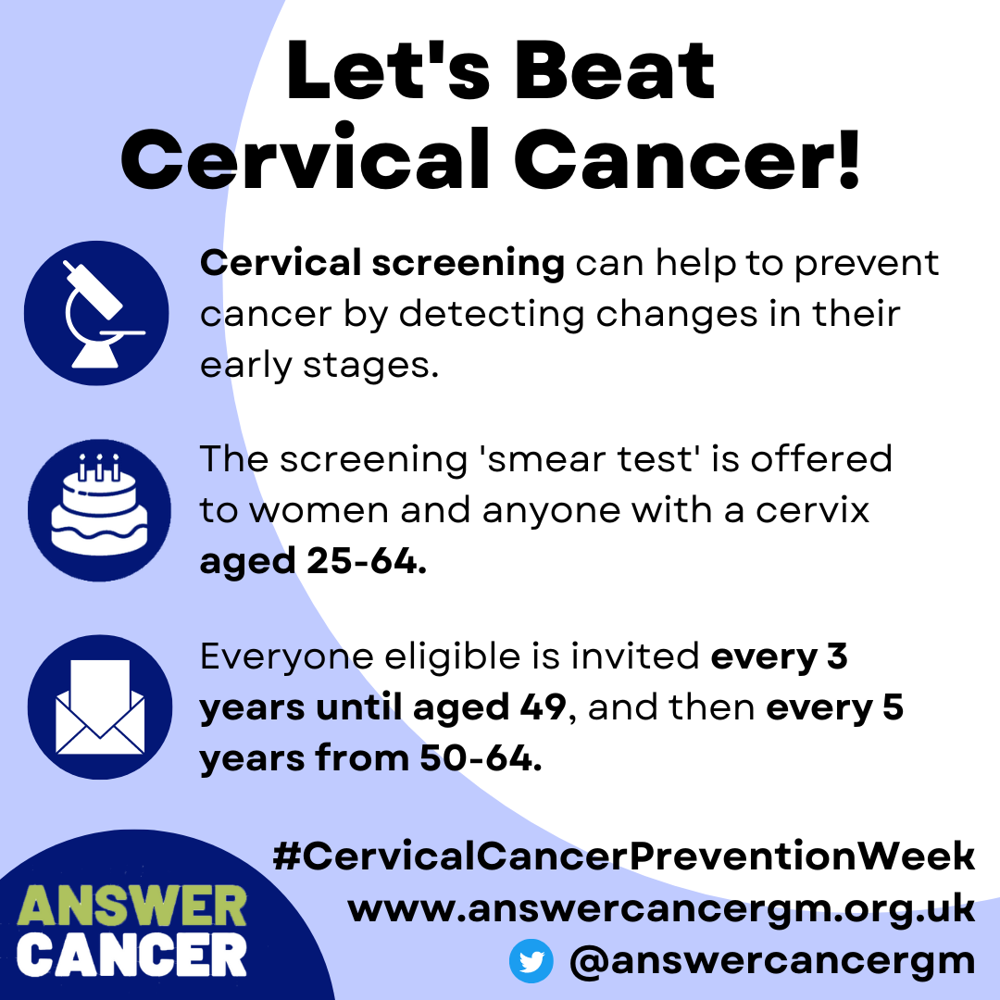 Let's Beat
Cervical Cancer!
Cervical screening can help to prevent
cancer by detecting changes in their
early stages.
The screening 'smear test' is offered
to women and anyone with a cervix
aged 25-64.
Everyone eligible is invited every 3
years until aged 49, and then every 5
years from 50-64.
#CervicalCancerPreventionWeek
www.answercancergm.org.uk
@answercancergm
ANSWER
CANCER